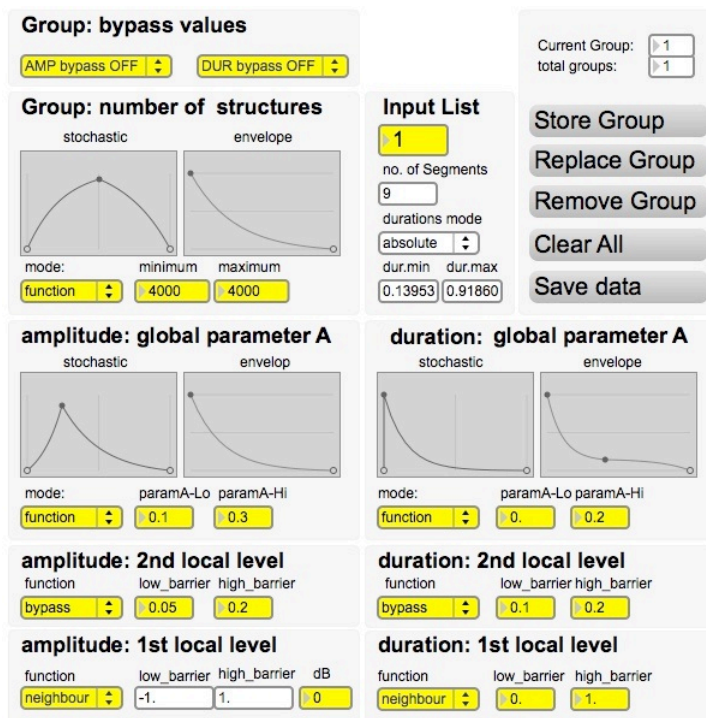 Group: bypass values
AMP bypass OFF
DUR bypass OFF
Current Group: 1
total groups: 1
Group: number of structures
stochastic
envelope
mode:
minimum
maximum
function
4000
4000
Input List
1
no. of Segments
9
durations mode
absolute
dur.min
dur.max
0.13953
0.91860
Store Group
Replace Group
Remove Group
Clear All
Save data
amplitude: global parameter A
stochastic
envelop
mode:
paramA-Lo
paramA-Hi
function
0.1
0.3
duration: global parameter A
stochastic
envelope
mode:
paramA-Lo
paramA-Hi
function
0.
0.2
amplitude: 2nd local level
function
low_barrier
high_barrier
bypass
0.05
0.2
duration: 2nd local level
function
low_barrier
high_barrier
bypass
0.1
0.2
amplitude: 1st local level
function
low_barrier
high_barrier
dB
neighbour
-1.
1.
0
duration: 1st local level
function
low_barrier
high_barrier
neighbour
0.
1.